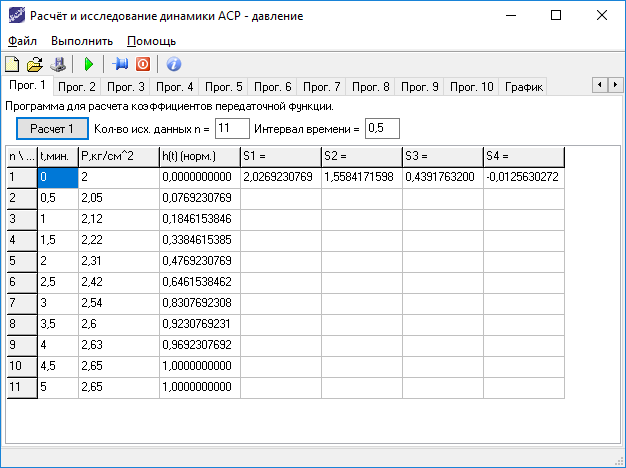 Расчёт и исследование динамики АСР - давление
Файл Выполнить Помощь
Прог. 1 Прог. 2 Прог. 3 Прог. 4 Прог. 5 Прог. 6 Прог. 7 Прог. 8 Прог. 9 Прог. 10 График
Программа для расчета коэффициентов передаточной функции.
Расчет 1 Кол-во исх. данных n = 11 Интервал времени = 0,5
n \ ... t,мин. P,кг/см^2 h(t) (норм.) S1 = S2 = S3 = S4 =
1 0 2 0,0000000000 2,0269230769 1,5584171598 0,4391763200 -0,0125630272
2 0,5 2,05 0,0769230769
3 1 2,12 0,1846153846
4 1,5 2,22 0,3384615385
5 2 2,31 0,4769230769
6 2,5 2,42 0,6461538462
7 3 2,54 0,8307692308
8 3,5 2,6 0,9230769231
9 4 2,63 0,9692307692
10 4,5 2,65 1,0000000000
11 5 2,65 1,0000000000